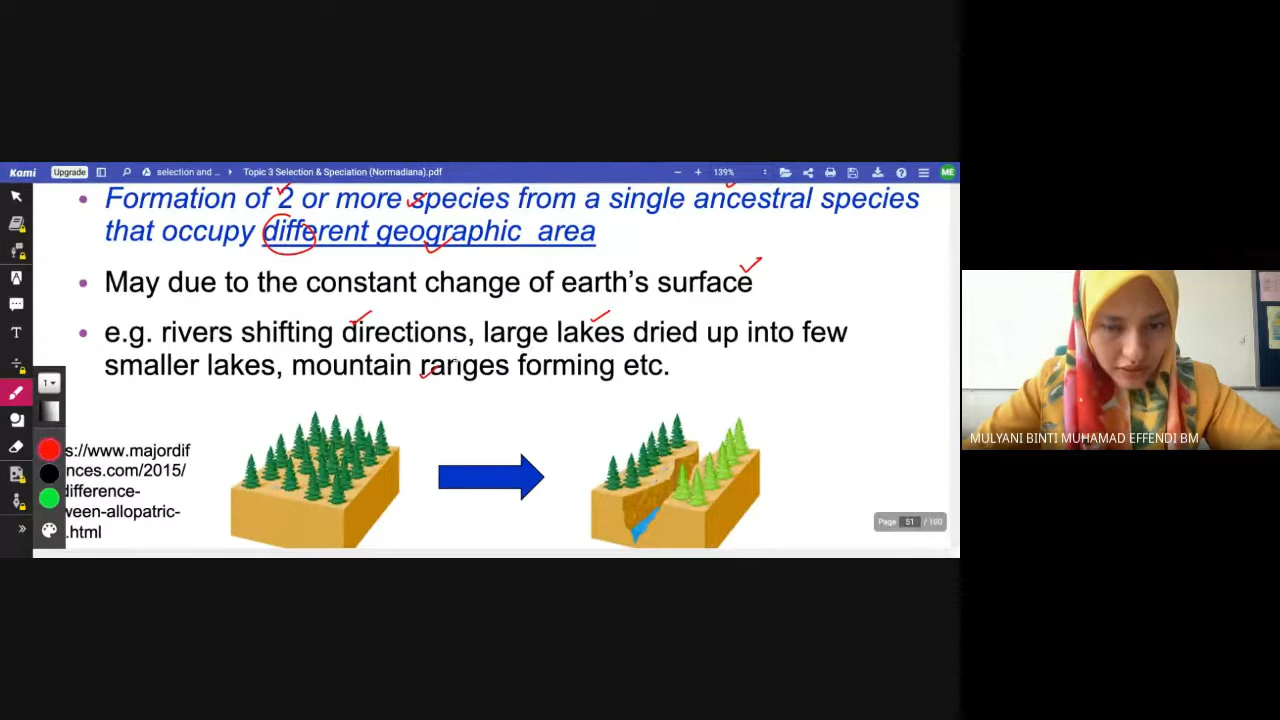 Kami
Upgrade
selection and ...
Topic 3 Selection & Speciation (Normadiana).pdf
139%
ME
• Formation of 2 or more species from a single ancestral species
that occupy different geographic area
• May due to the constant change of earth's surface
• e.g. rivers shifting directions, large lakes dried up into few
smaller lakes, mountain ranges forming etc.
1
s://www.majordif
nces.com/2015/
difference-
ween-allopatric-
.html
Page 51 / 100
MULYANI BINTI MUHAMAD EFFENDI BM